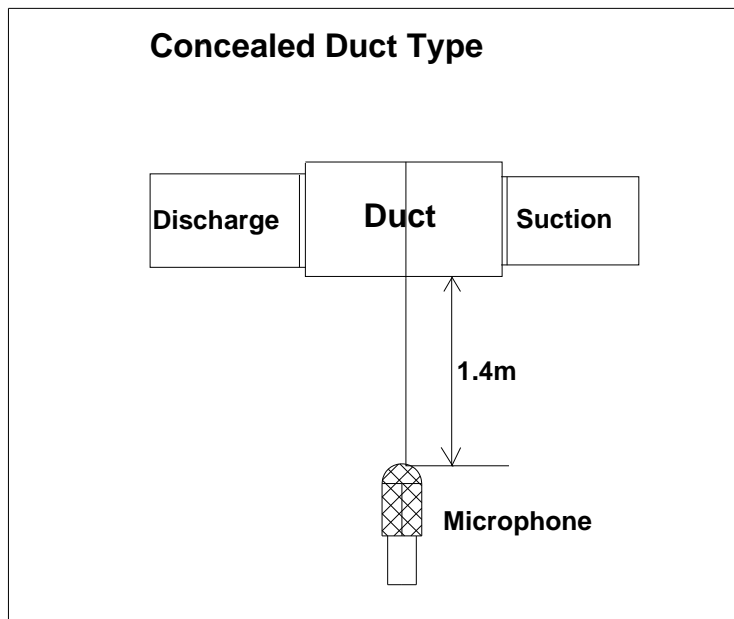 Concealed Duct Type
Discharge
Duct
Suction
1.4m
Microphone